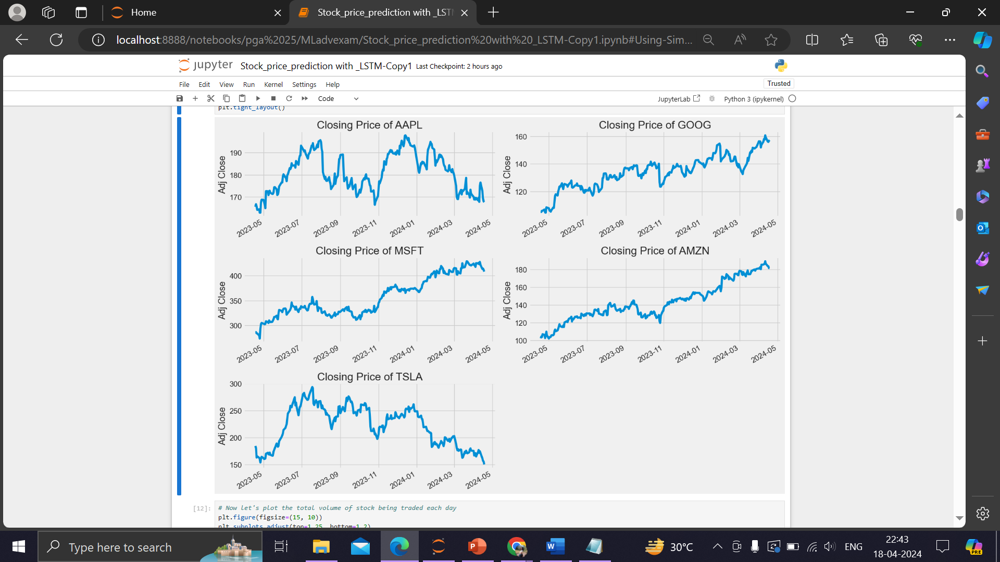 Home
Stock_price_prediction with _LST
localhost:8888/notebooks/pga%2025/MLadvexam/Stock_price_prediction%20with%20_LSTM-Copy1.ipynb#Using-Sim...
jupyter Stock_price_prediction with _LSTM-Copy1 Last Checkpoint: 2 hours ago
File Edit View Run Kernel Settings Help
Trusted
Code
JupyterLab Python 3 (ipykernel)
plt.tight_layout()
Closing Price of AAPL
Adj Close
190
180
170
2023-05 2023-07 2023-09 2023-11 2024-01 2024-03 2024-05
Closing Price of GOOG
Adj Close
160
140
120
2023-05 2023-07 2023-09 2023-11 2024-01 2024-03 2024-05
Closing Price of MSFT
Adj Close
400
350
300
2023-05 2023-07 2023-09 2023-11 2024-01 2024-03 2024-05
Closing Price of AMZN
Adj Close
180
160
140
120
100
2023-05 2023-07 2023-09 2023-11 2024-01 2024-03 2024-05
Closing Price of TSLA
Adj Close
300
250
200
150
2023-05 2023-07 2023-09 2023-11 2024-01 2024-03 2024-05
[12]:
# Now let's plot the total volume of stock being traded each day
plt.figure(figsize=(15, 10))
plt.subplots_adjust(top=1.25, bottom=1.2)
Type here to search
30°C
ENG
22:43
18-04-2024
PRE